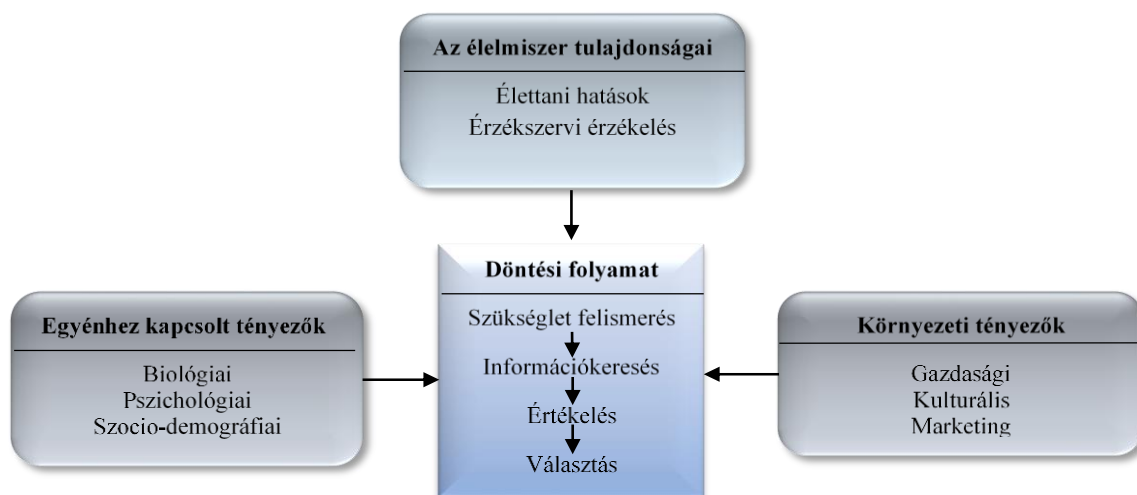 Az élelmiszer tulajdonságai
Élettani hatások
Érzékszervi érzékelés
Egyénhez kapcsolt tényezők
Biológiai
Pszichológiai
Szocio-demográfiai
Döntési folyamat
Szükséglet felismerés
Információkeresés
Értékelés
Választás
Környezeti tényezők
Gazdasági
Kulturális
Marketing